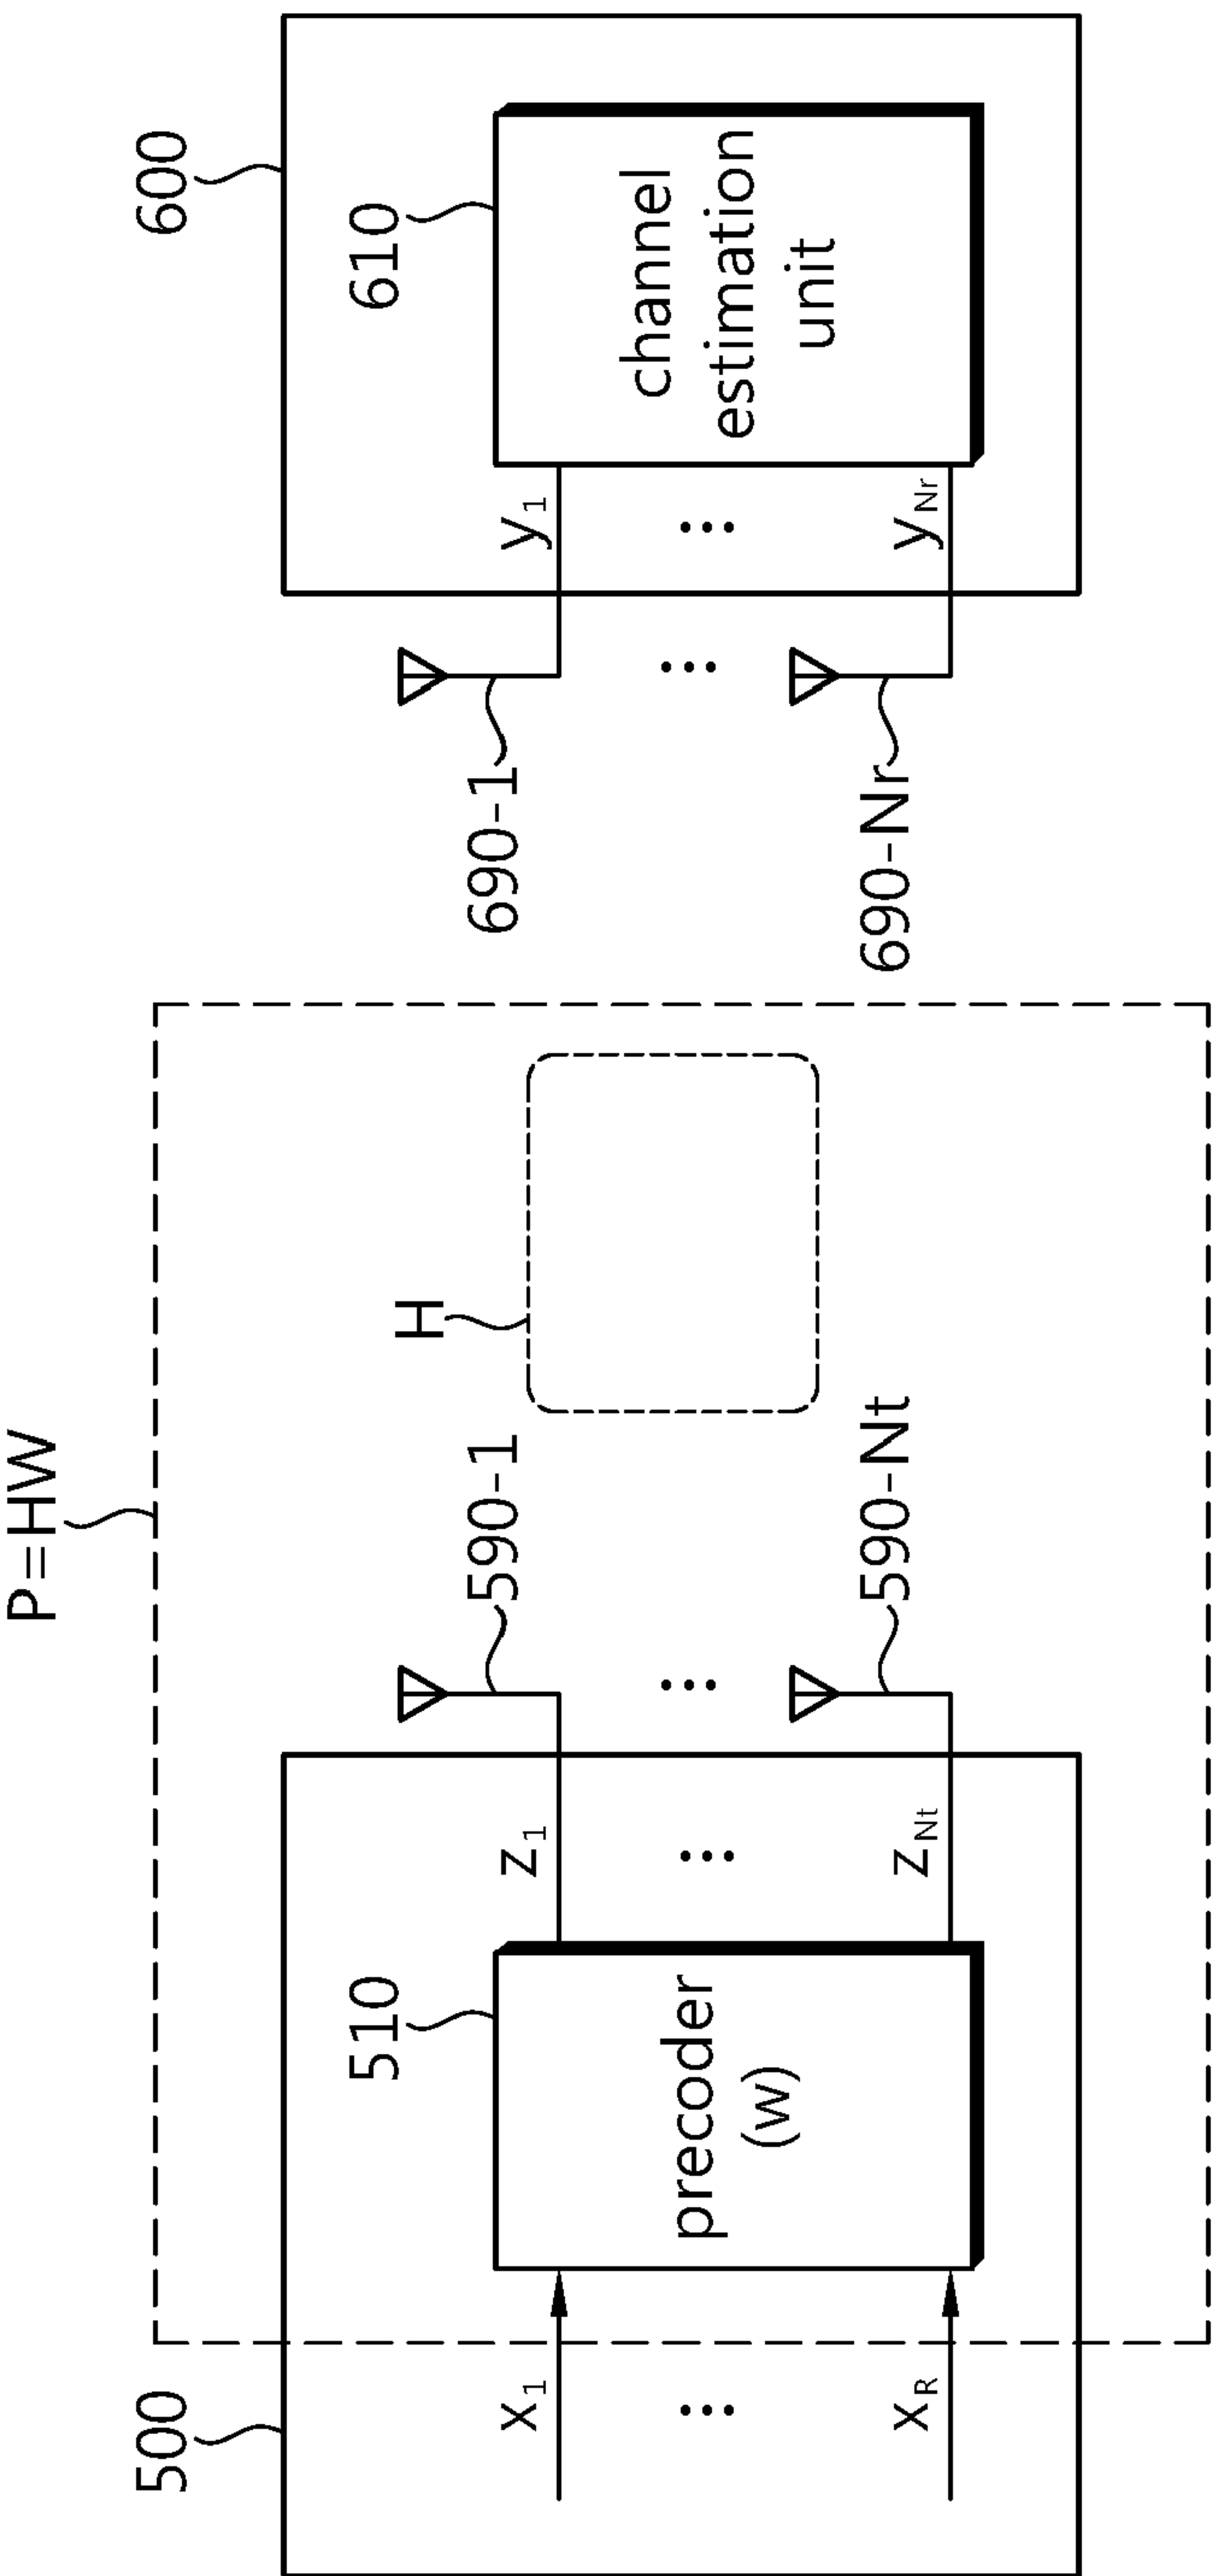 P=HW
500
510
x1
...
xR
precoder
(w)
z1
...
zNt
590-1
...
590-Nt
H
690-1
...
690-Nr
600
610
y1
...
yNr
channel
estimation
unit